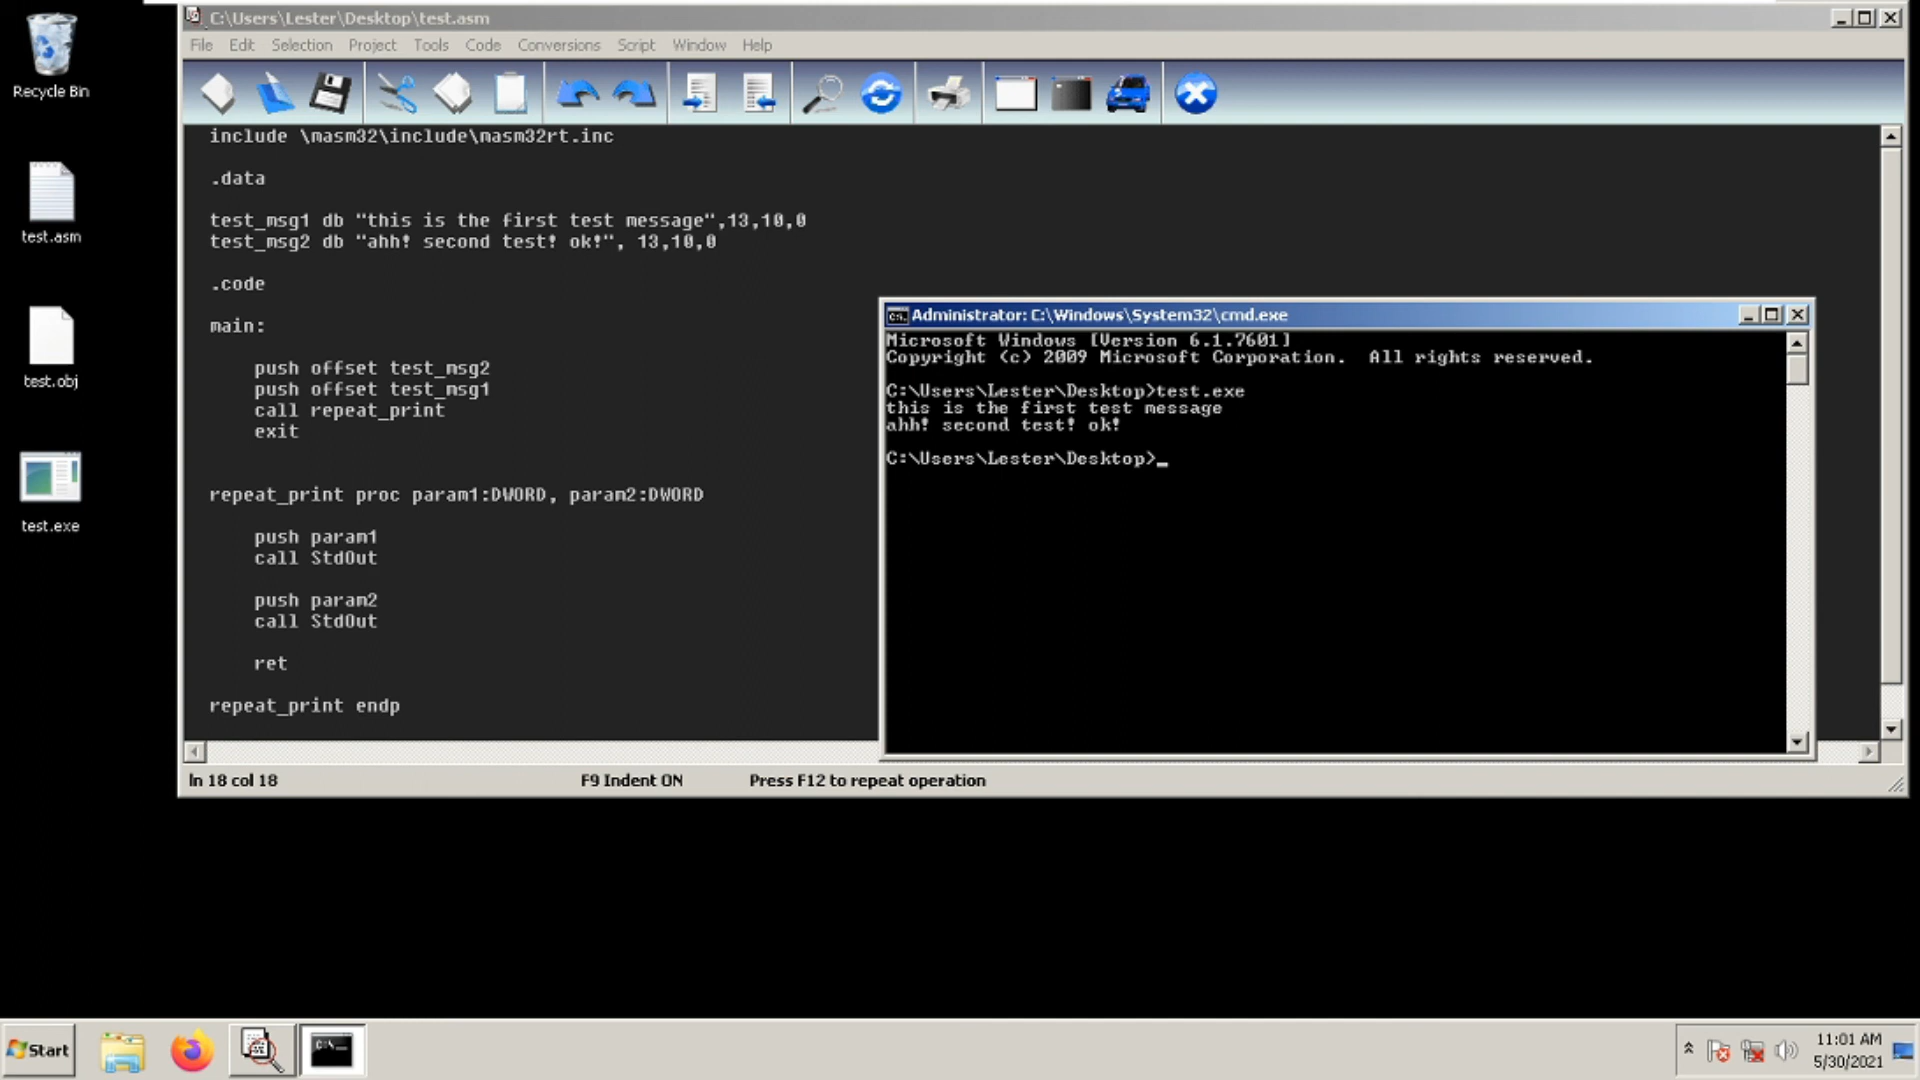 Recycle Bin
test.asm
test.obj
test.exe
C:\Users\Lester\Desktop\test.asm
File Edit Selection Project Tools Code Conversions Script Window Help
include \masm32\include\masm32rt.inc
.data
test_msg1 db "this is the first test message",13,10,0
test_msg2 db "ahh! second test! ok!", 13,10,0
.code
main:
push offset test_msg2
push offset test_msg1
call repeat_print
exit
repeat_print proc param1:DWORD, param2:DWORD
push param1
call StdOut
push param2
call StdOut
ret
repeat_print endp
ln 18 col 18 F9 Indent ON Press F12 to repeat operation
Administrator: C:\Windows\System32\cmd.exe
Microsoft Windows [Version 6.1.7601]
Copyright (c) 2009 Microsoft Corporation. All rights reserved.
C:\Users\Lester\Desktop>test.exe
this is the first test message
ahh! second test! ok!
C:\Users\Lester\Desktop>_
Start
11:01 AM
5/30/2021